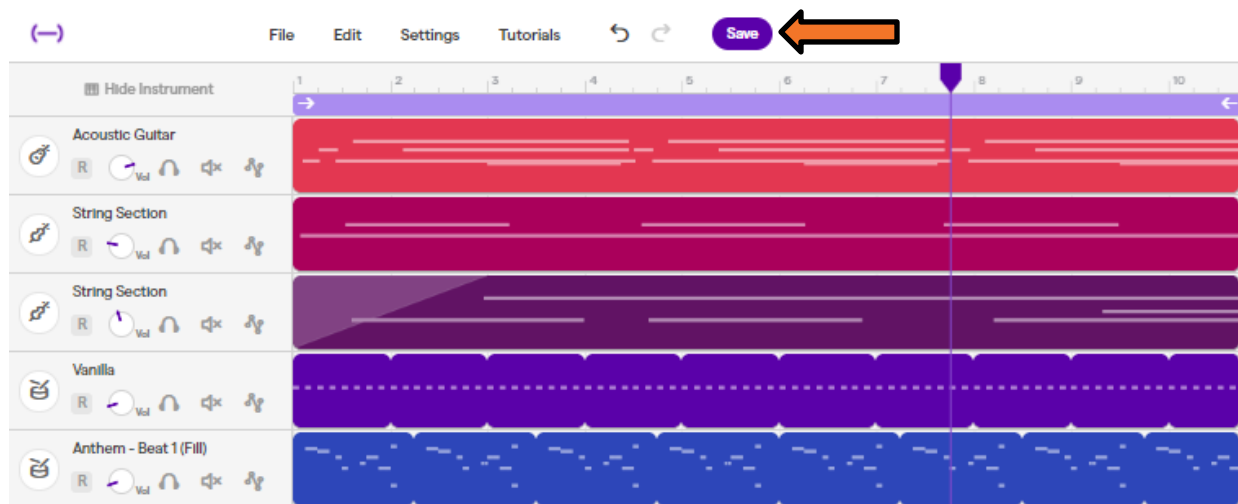 File Edit Settings Tutorials Save
Hide Instrument
1 2 3 4 5 6 7 8 9 10
Acoustic Guitar
R Vol
String Section
R Vol
String Section
R Vol
Vanilla
R Vol
Anthem - Beat 1 (Fill)
R Vol